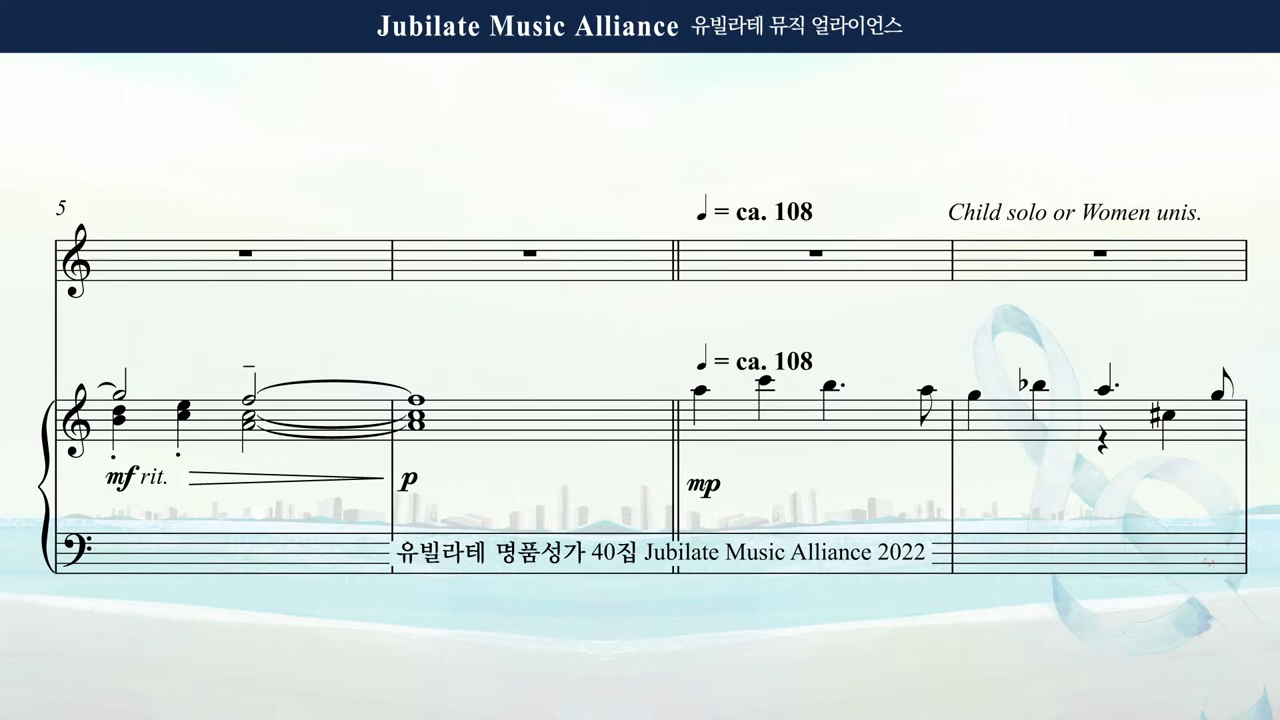 Jubilate Music Alliance 유빌라테 뮤직 얼라이언스
5
♩ = ca. 108
Child solo or Women unis.
♩ = ca. 108
mf rit.
p
mp
유빌라테 명품성가 40집 Jubilate Music Alliance 2022